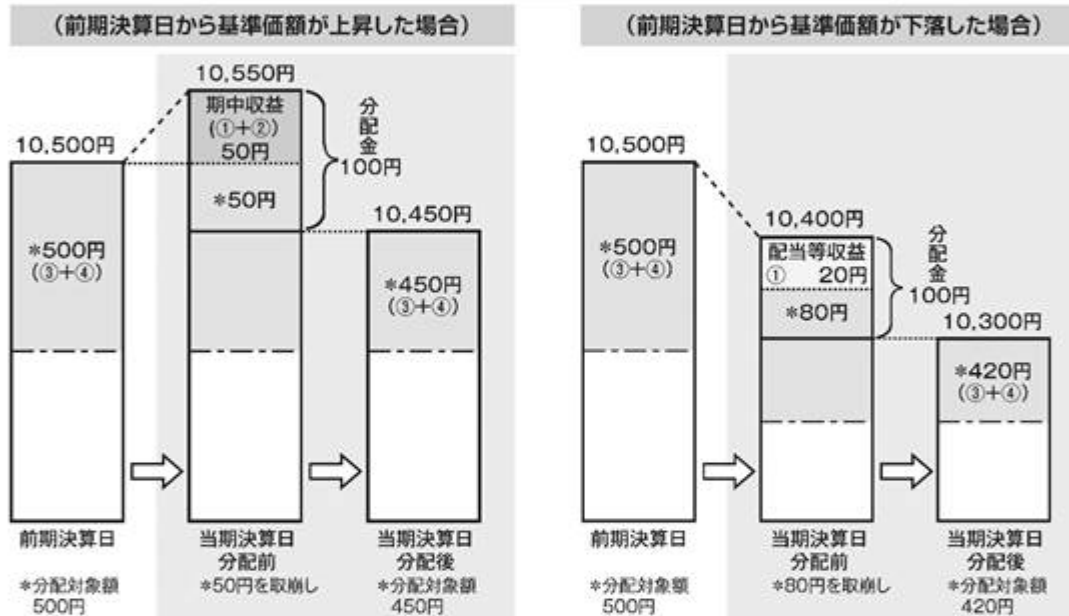 （前期決算日から基準価額が上昇した場合）
10,550円
期中収益
(①＋②)
50円
分配金
100円
10,500円
＊50円
10,450円
＊500円
(③＋④)
＊450円
(③＋④)
前期決算日
当期決算日
分配前
当期決算日
分配後
＊分配対象額
500円
＊50円を取崩し
＊分配対象額
450円
（前期決算日から基準価額が下落した場合）
10,500円
10,400円
配当等収益
① 20円
分配金
100円
＊500円
(③＋④)
＊80円
10,300円
＊420円
(③＋④)
前期決算日
当期決算日
分配前
当期決算日
分配後
＊分配対象額
500円
＊80円を取崩し
＊分配対象額
420円